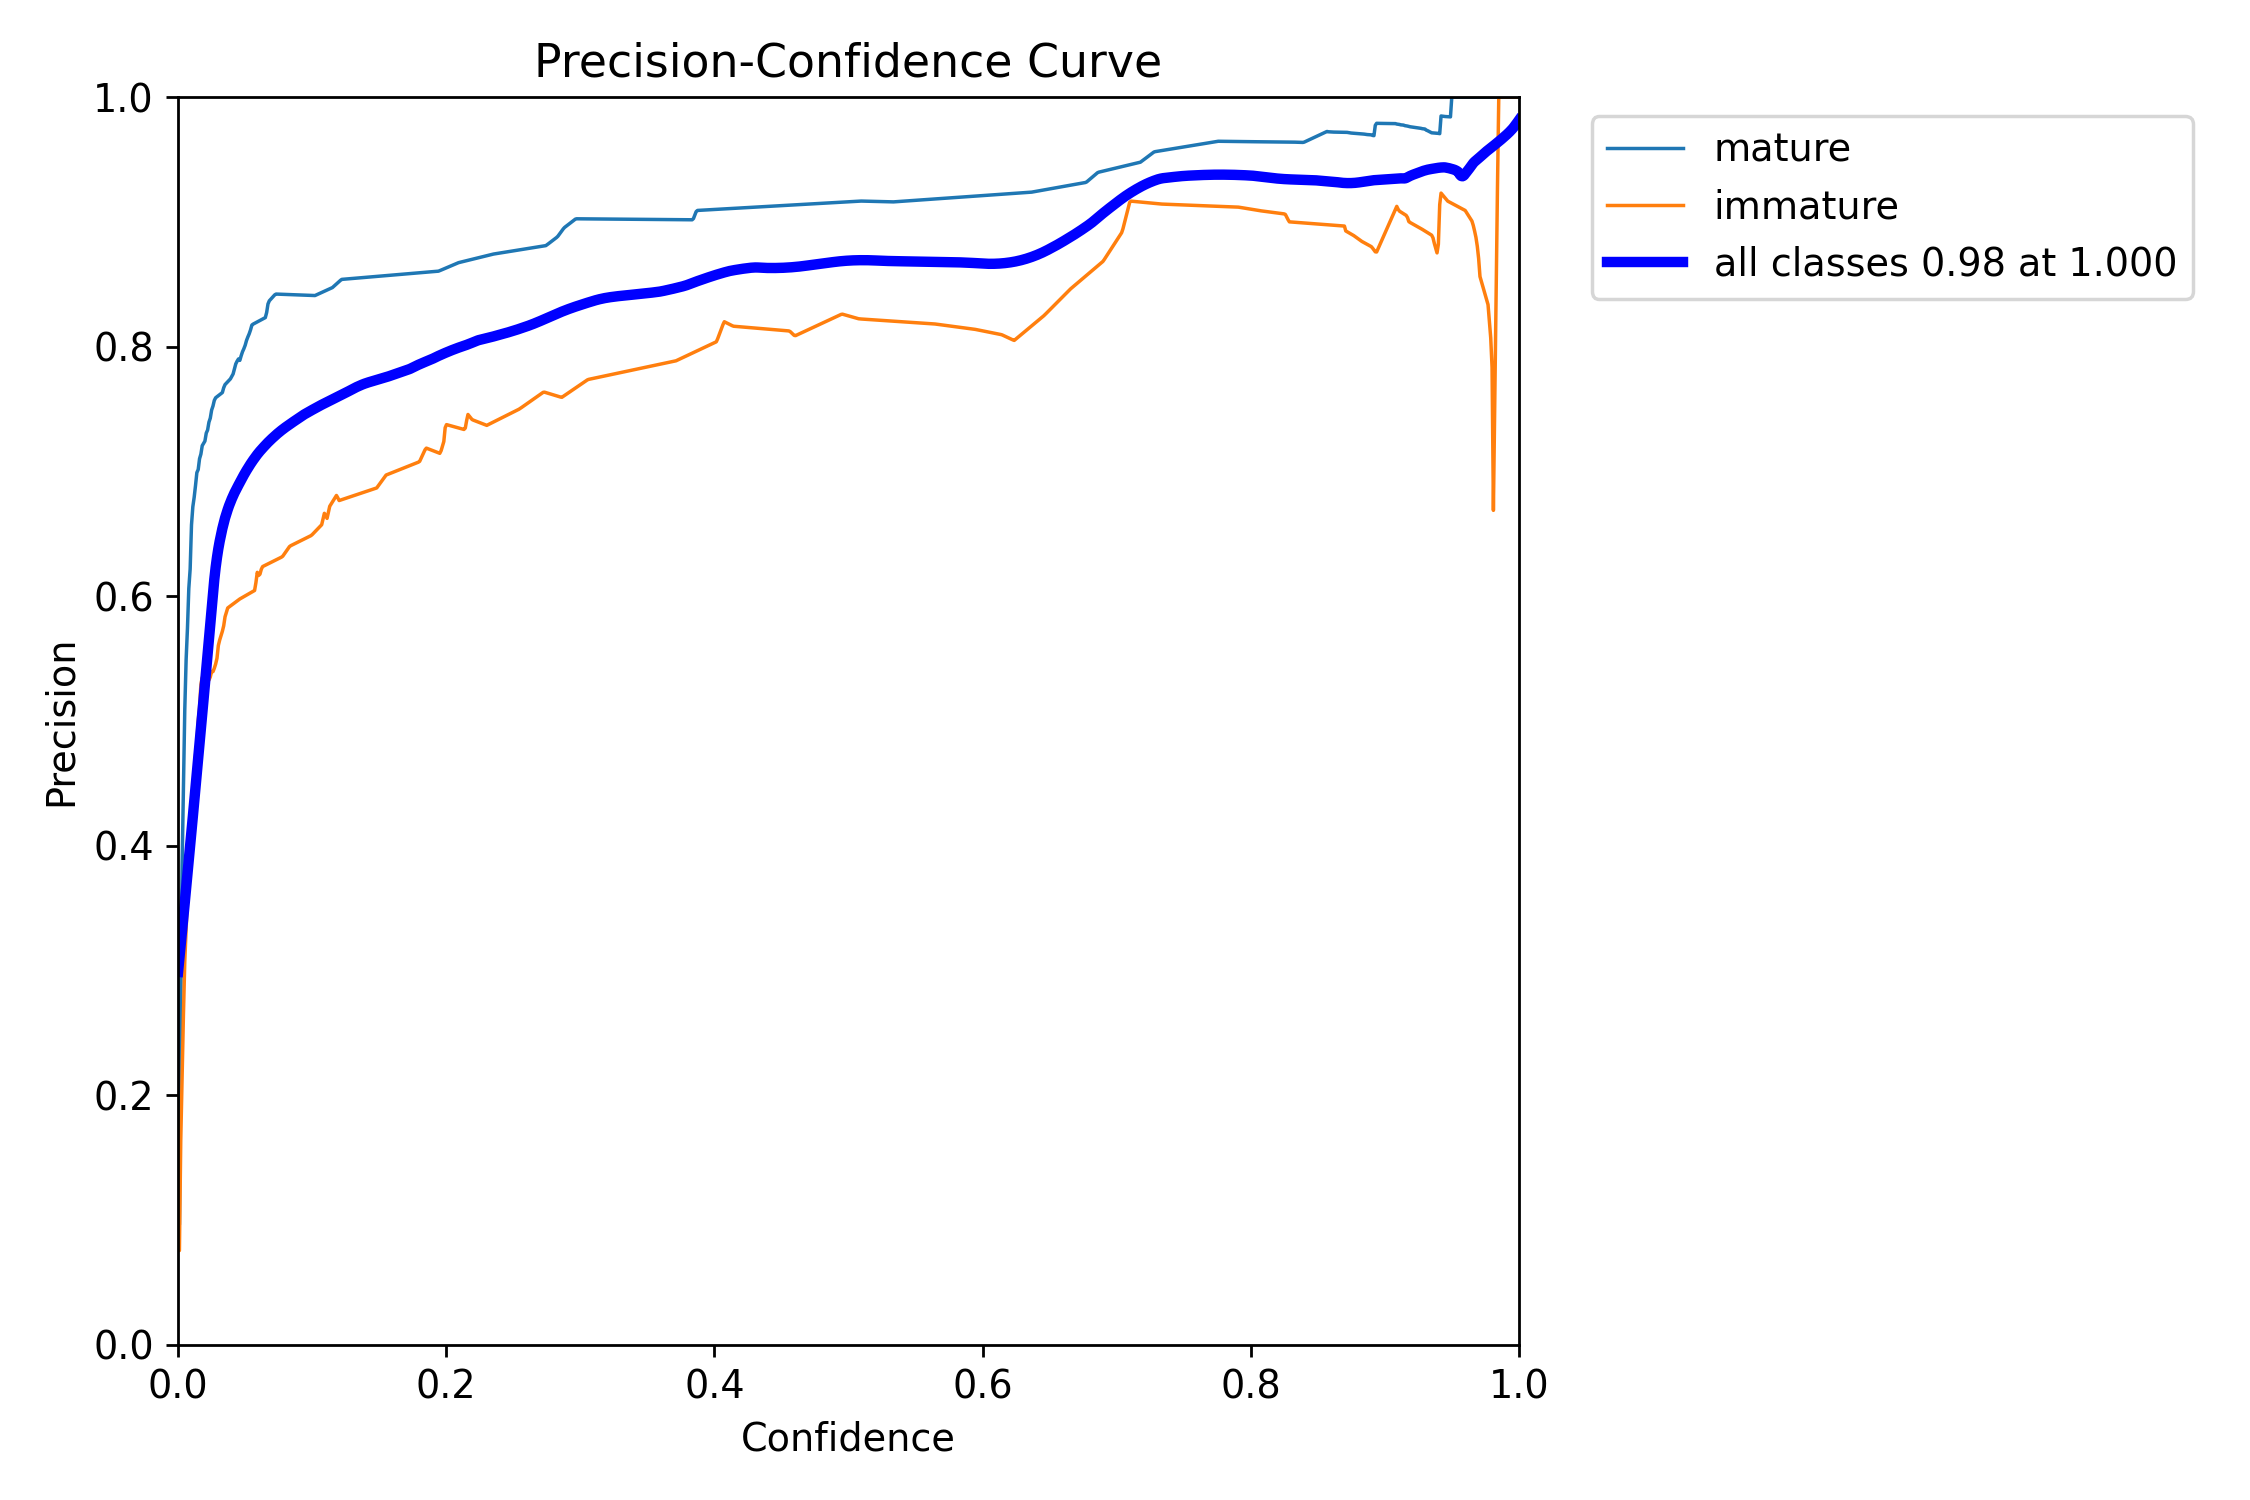 Precision-Confidence Curve
1.0
0.8
0.6
0.4
0.2
0.0
Precision
0.0 0.2 0.4 0.6 0.8 1.0
Confidence
mature
immature
all classes 0.98 at 1.000